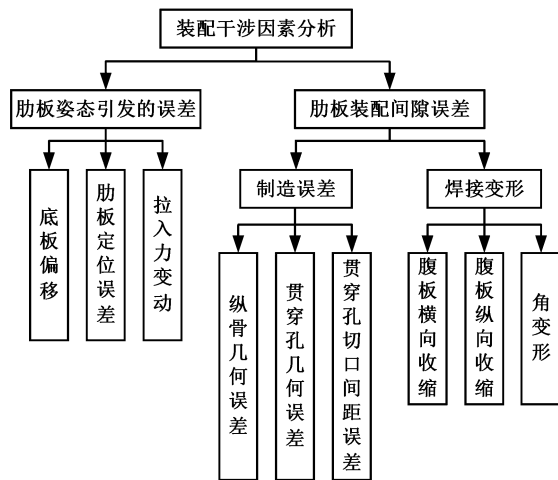 装配干涉因素分析
肋板姿态引发的误差
肋板装配间隙误差
制造误差
焊接变形
底板偏移
肋板定位误差
拉入力变动
纵骨几何误差
贯穿孔几何误差
贯穿孔切口间距误差
腹板横向收缩
腹板纵向收缩
角变形